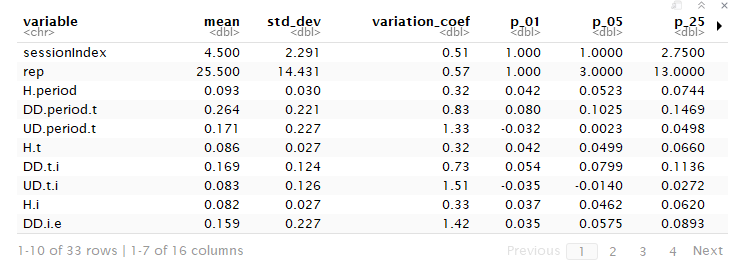 variable mean std_dev variation_coef p_01 p_05 p_25
<chr> <dbl> <dbl> <dbl> <dbl> <dbl> <dbl>
sessionIndex 4.500 2.291 0.51 1.000 1.0000 2.7500
rep 25.500 14.431 0.57 1.000 3.0000 13.0000
H.period 0.093 0.030 0.32 0.042 0.0523 0.0744
DD.period.t 0.264 0.221 0.83 0.080 0.1025 0.1469
UD.period.t 0.171 0.227 1.33 -0.032 0.0023 0.0498
H.t 0.086 0.027 0.32 0.042 0.0499 0.0660
DD.t.i 0.169 0.124 0.73 0.054 0.0799 0.1136
UD.t.i 0.083 0.126 1.51 -0.035 -0.0140 0.0272
H.i 0.082 0.027 0.33 0.037 0.0462 0.0620
DD.i.e 0.159 0.227 1.42 0.035 0.0575 0.0893
1-10 of 33 rows | 1-7 of 16 columns Previous 1 2 3 4 Next